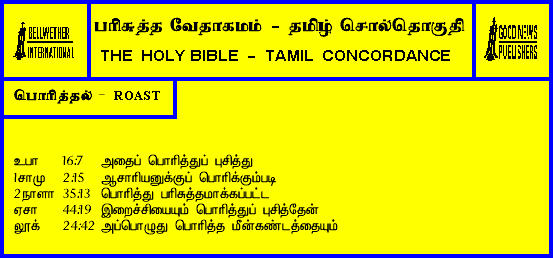 BELLWETHER
INTERNATIONAL
பரிசுத்த வேதாகமம் - தமிழ் சொல்தொகுதி
THE HOLY BIBLE - TAMIL CONCORDANCE
GOOD NEWS
PUBLISHERS
பொரித்தல் - ROAST
உபா 16:7 அதைப் பொரித்துப் புசித்து
1சாமு 2:15 ஆசாரியனுக்குப் பொரிக்கும்படி
2நாளா 35:13 பொரித்து பரிசுத்தமாக்கப்பட்ட
ஏசா 44:19 இறைச்சியையும் பொரித்துப் புசித்தேன்
லூக் 24:42 அப்பொழுது பொரித்த மீன்கண்டத்தையும்